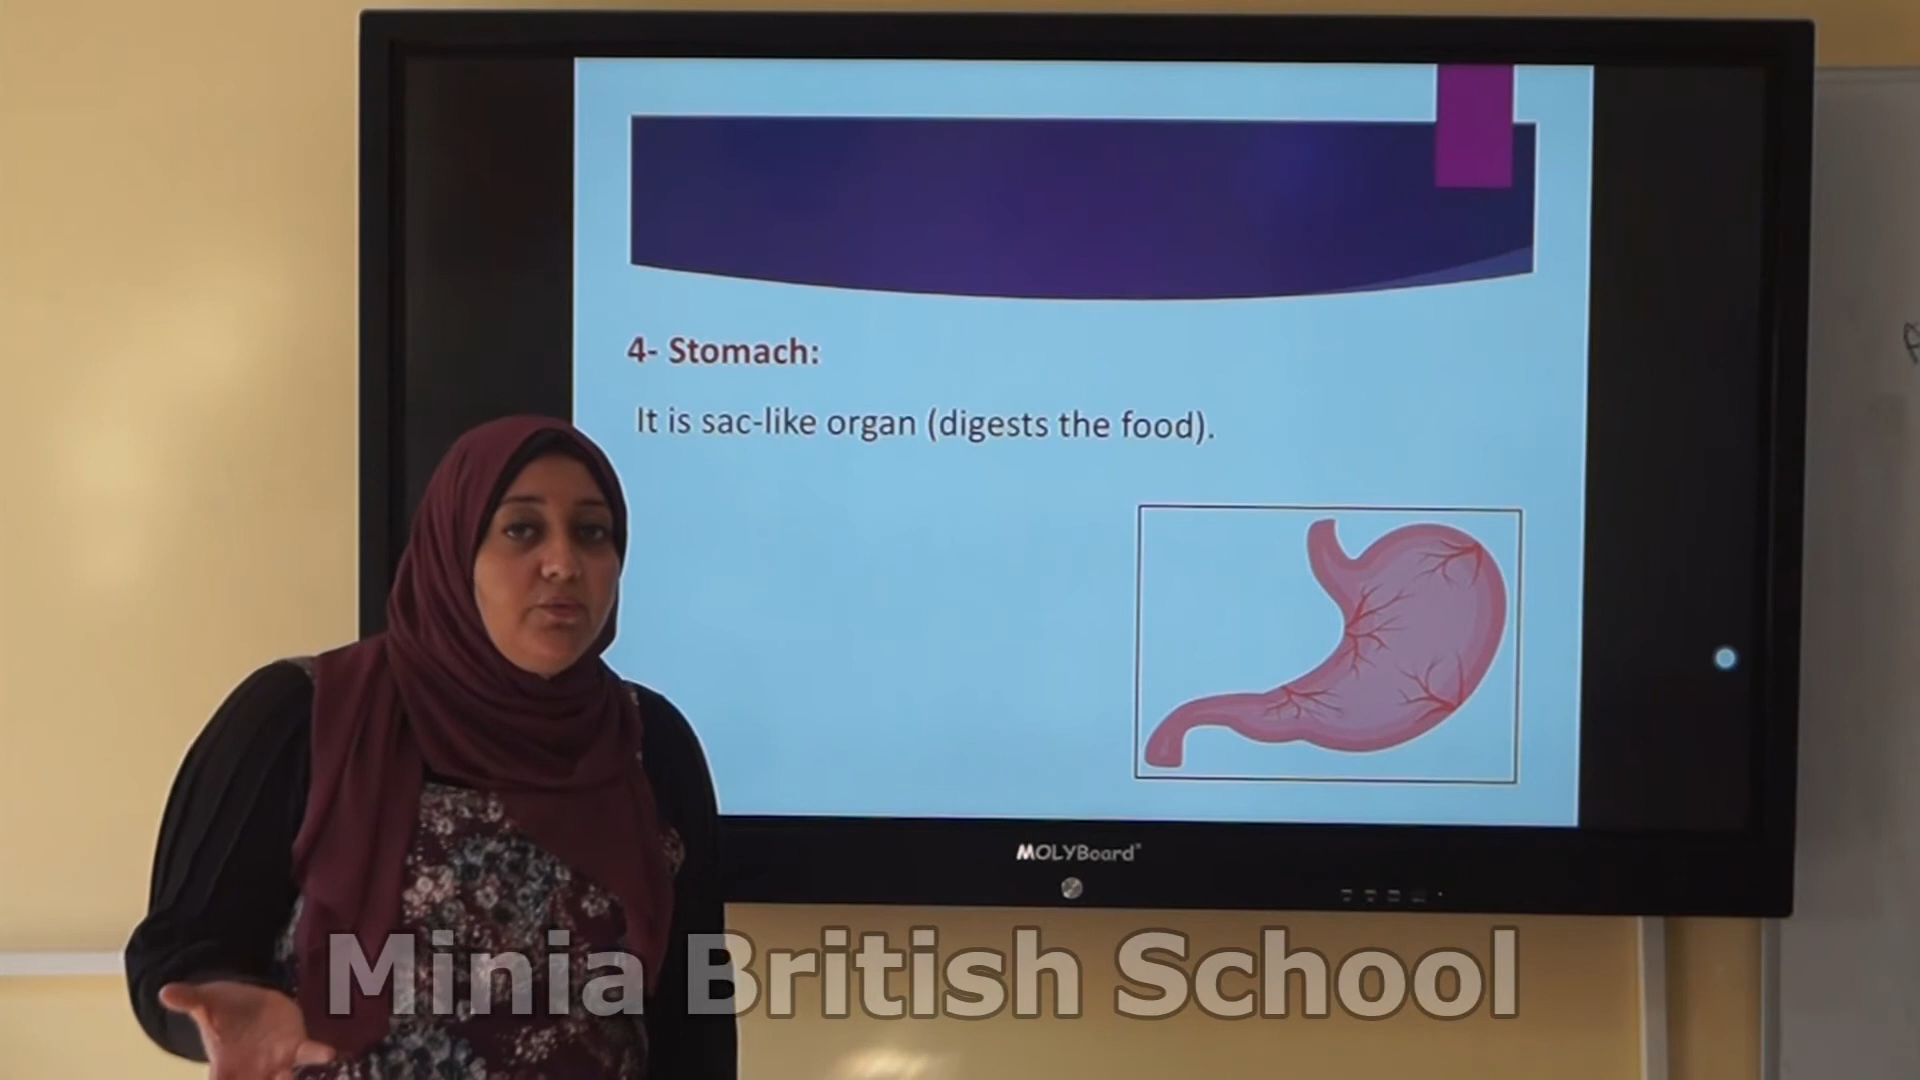 4- Stomach:
It is sac-like organ (digests the food).
MOLYBoard
Minia British School